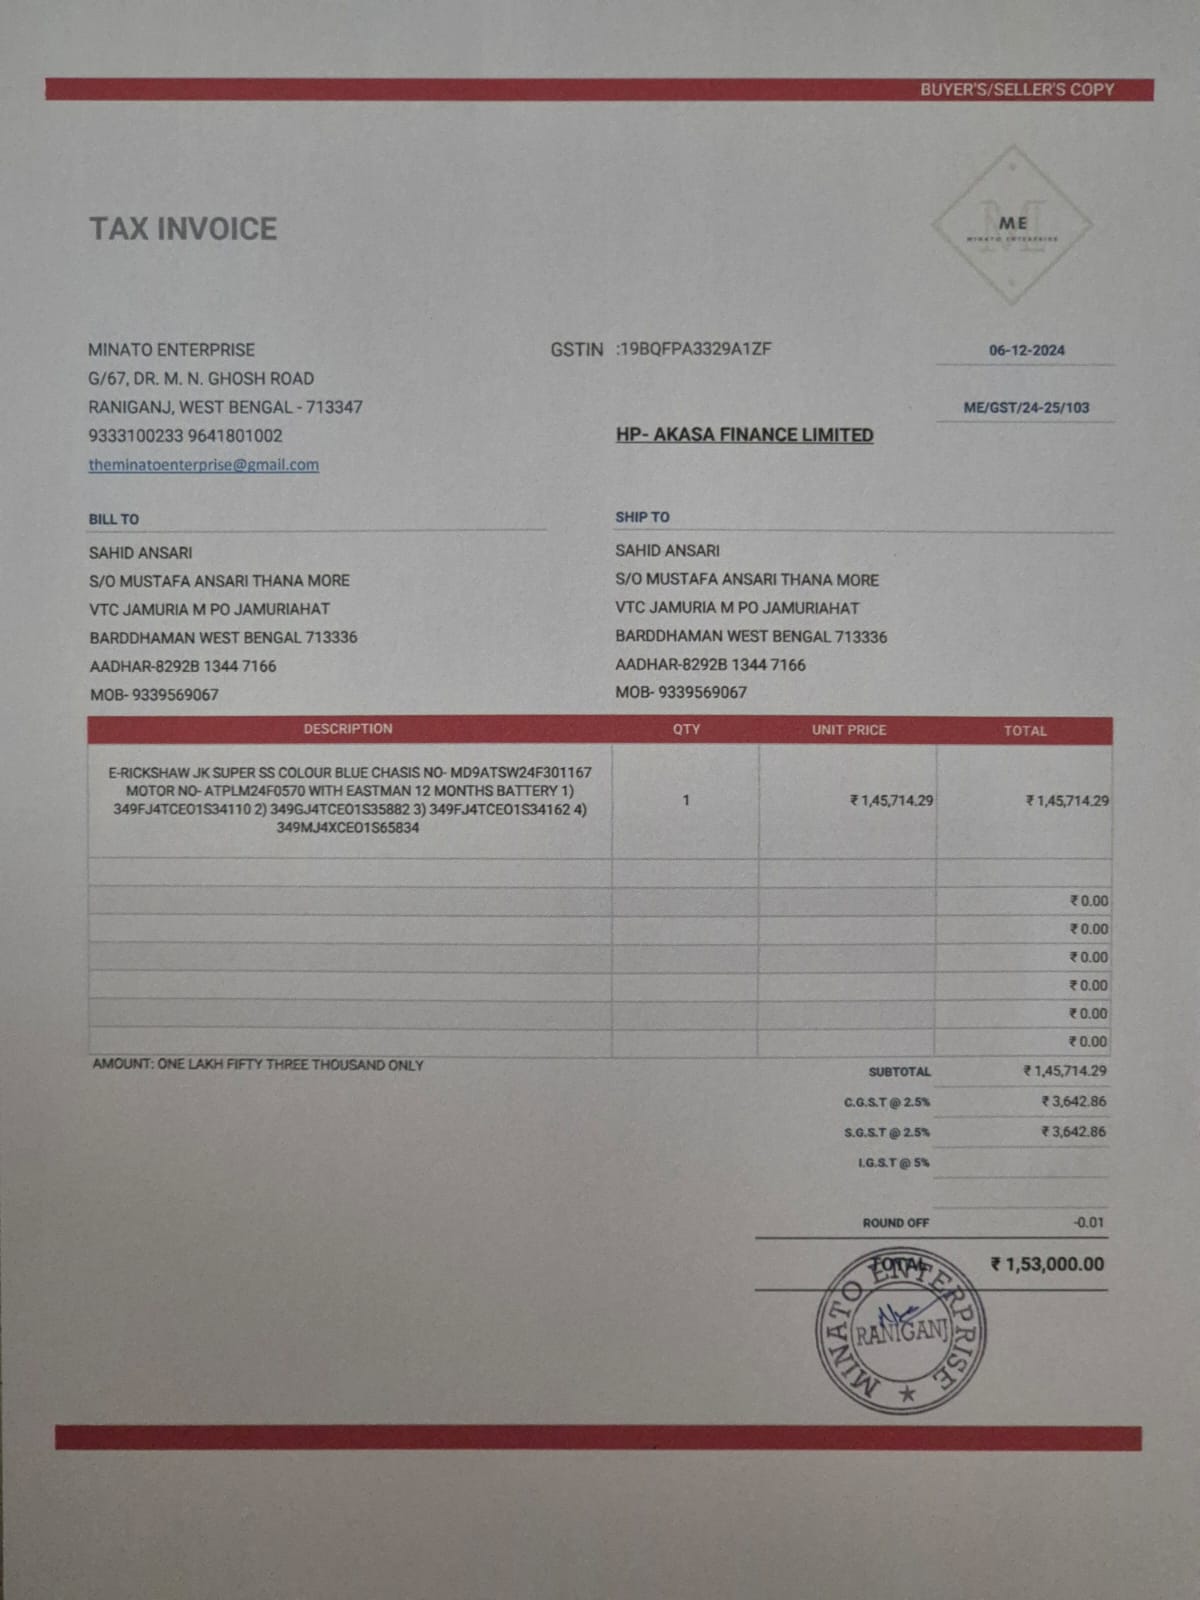 BUYER'S/SELLER'S COPY
TAX INVOICE
ME
MINATO ENTERPRISE
MINATO ENTERPRISE
G/67, DR. M. N. GHOSH ROAD
RANIGANJ, WEST BENGAL - 713347
9333100233 9641801002
theminatoenterprise@gmail.com
GSTIN :19BQFPA3329A1ZF
HP- AKASA FINANCE LIMITED
06-12-2024
ME/GST/24-25/103
BILL TO
SAHID ANSARI
S/O MUSTAFA ANSARI THANA MORE
VTC JAMURIA M PO JAMURIAHAT
BARDDHAMAN WEST BENGAL 713336
AADHAR-8292B 1344 7166
MOB- 9339569067
SHIP TO
SAHID ANSARI
S/O MUSTAFA ANSARI THANA MORE
VTC JAMURIA M PO JAMURIAHAT
BARDDHAMAN WEST BENGAL 713336
AADHAR-8292B 1344 7166
MOB- 9339569067
DESCRIPTION QTY UNIT PRICE TOTAL
E-RICKSHAW JK SUPER SS COLOUR BLUE CHASIS NO- MD9ATSW24F301167
MOTOR NO- ATPLM24F0570 WITH EASTMAN 12 MONTHS BATTERY 1)
349FJ4TCEO1S34110 2) 349GJ4TCEO1S35882 3) 349FJ4TCEO1S34162 4)
349MJ4XCEO1S65834
1 ₹ 1,45,714.29 ₹ 1,45,714.29
₹ 0.00
₹ 0.00
₹ 0.00
₹ 0.00
₹ 0.00
₹ 0.00
AMOUNT: ONE LAKH FIFTY THREE THOUSAND ONLY
SUBTOTAL ₹ 1,45,714.29
C.G.S.T @ 2.5% ₹ 3,642.86
S.G.S.T @ 2.5% ₹ 3,642.86
I.G.S.T @ 5%
ROUND OFF -0.01
TOTAL ₹ 1,53,000.00
MINATO ENTERPRISE
RANIGANJ